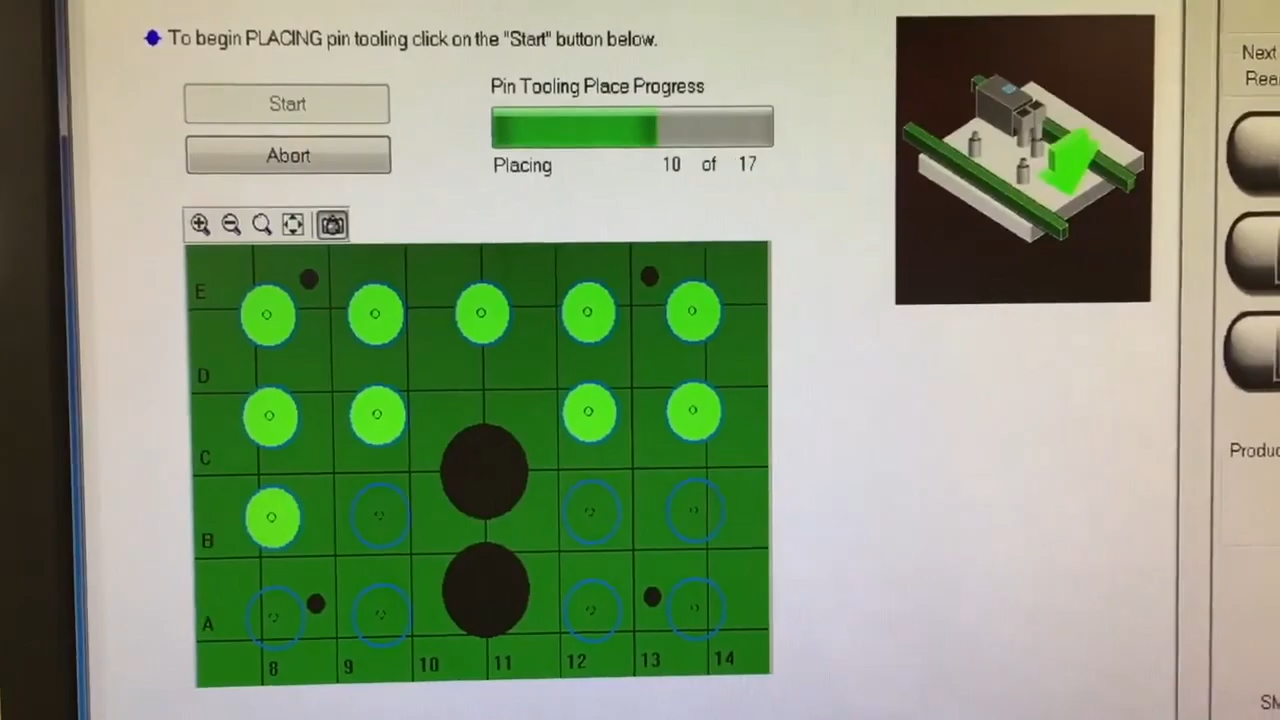 To begin PLACING pin tooling click on the "Start" button below.
Start
Abort
Pin Tooling Place Progress
Placing 10 of 17
E
D
C
B
A
8 9 10 11 12 13 14
Next